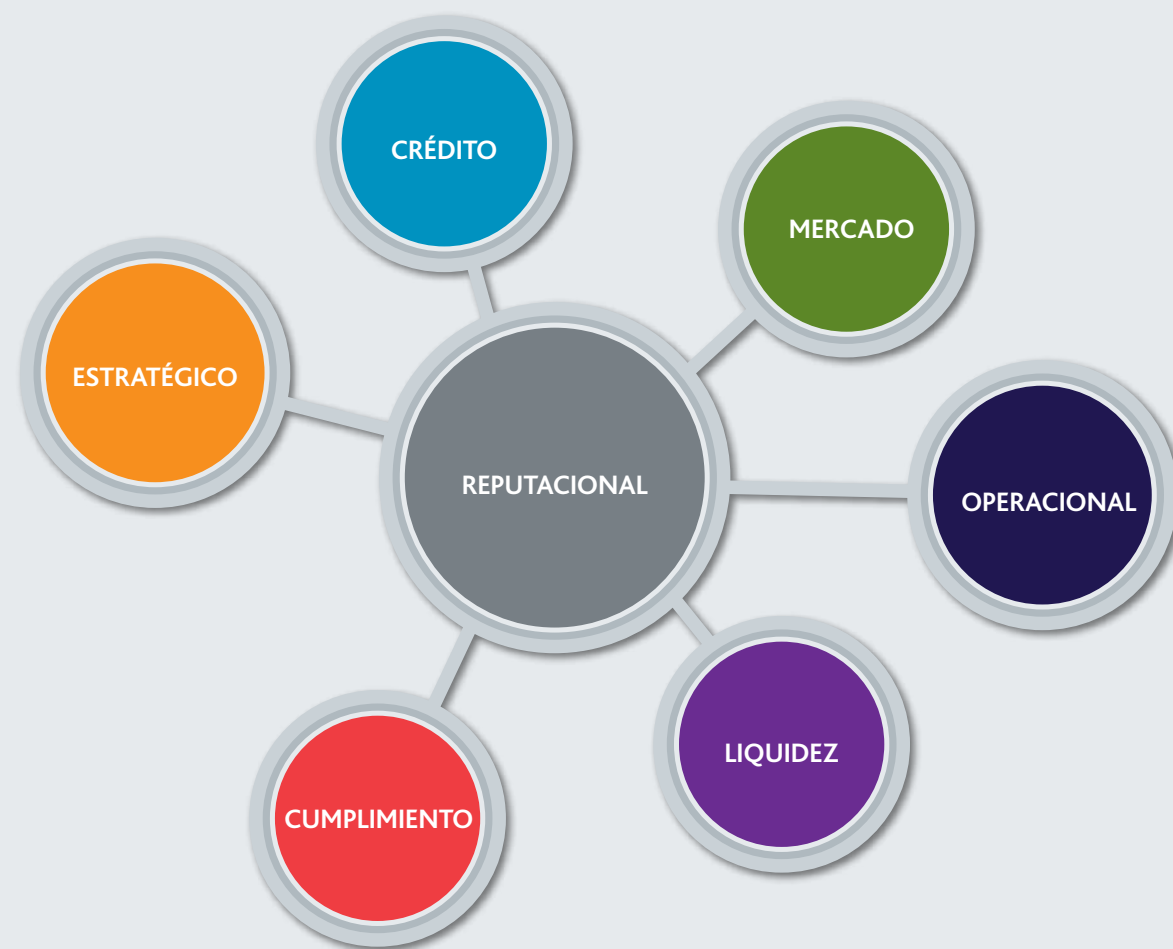 CRÉDITO
MERCADO
ESTRATÉGICO
REPUTACIONAL
OPERACIONAL
LIQUIDEZ
CUMPLIMIENTO